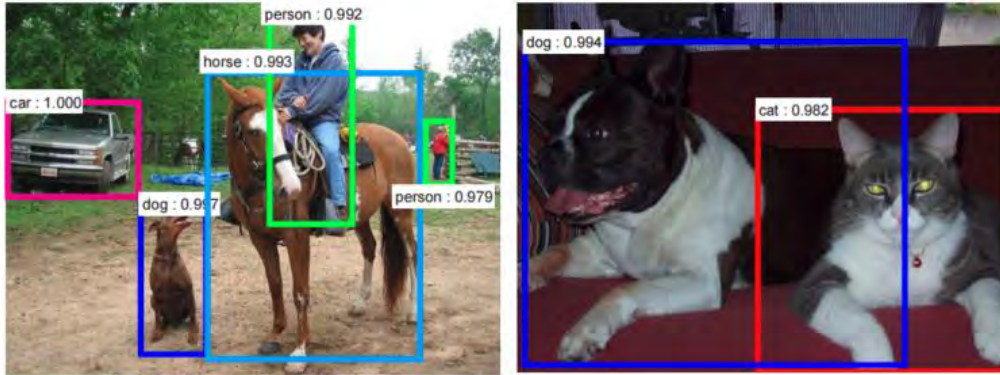 person : 0.992
horse : 0.993
car : 1.000
person : 0.979
dog : 0.997
dog : 0.994
cat : 0.982